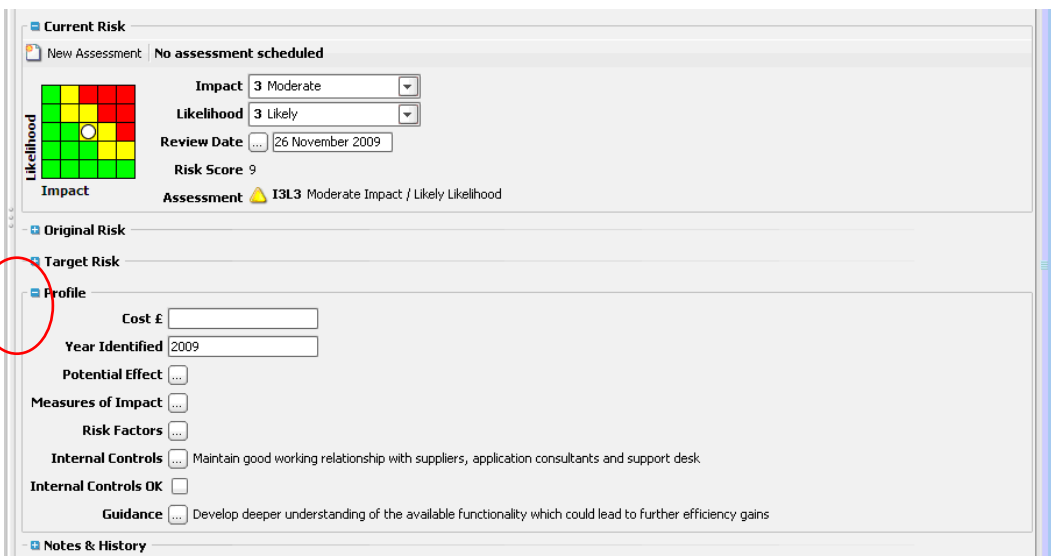 Current Risk
New Assessment No assessment scheduled
Impact 3 Moderate
Likelihood 3 Likely
Review Date ... 26 November 2009
Risk Score 9
Assessment I3L3 Moderate Impact / Likely Likelihood
Likelihood
Impact
Original Risk
Target Risk
Profile
Cost £
Year Identified 2009
Potential Effect ...
Measures of Impact ...
Risk Factors ...
Internal Controls ... Maintain good working relationship with suppliers, application consultants and support desk
Internal Controls OK
Guidance ... Develop deeper understanding of the available functionality which could lead to further efficiency gains
Notes & History